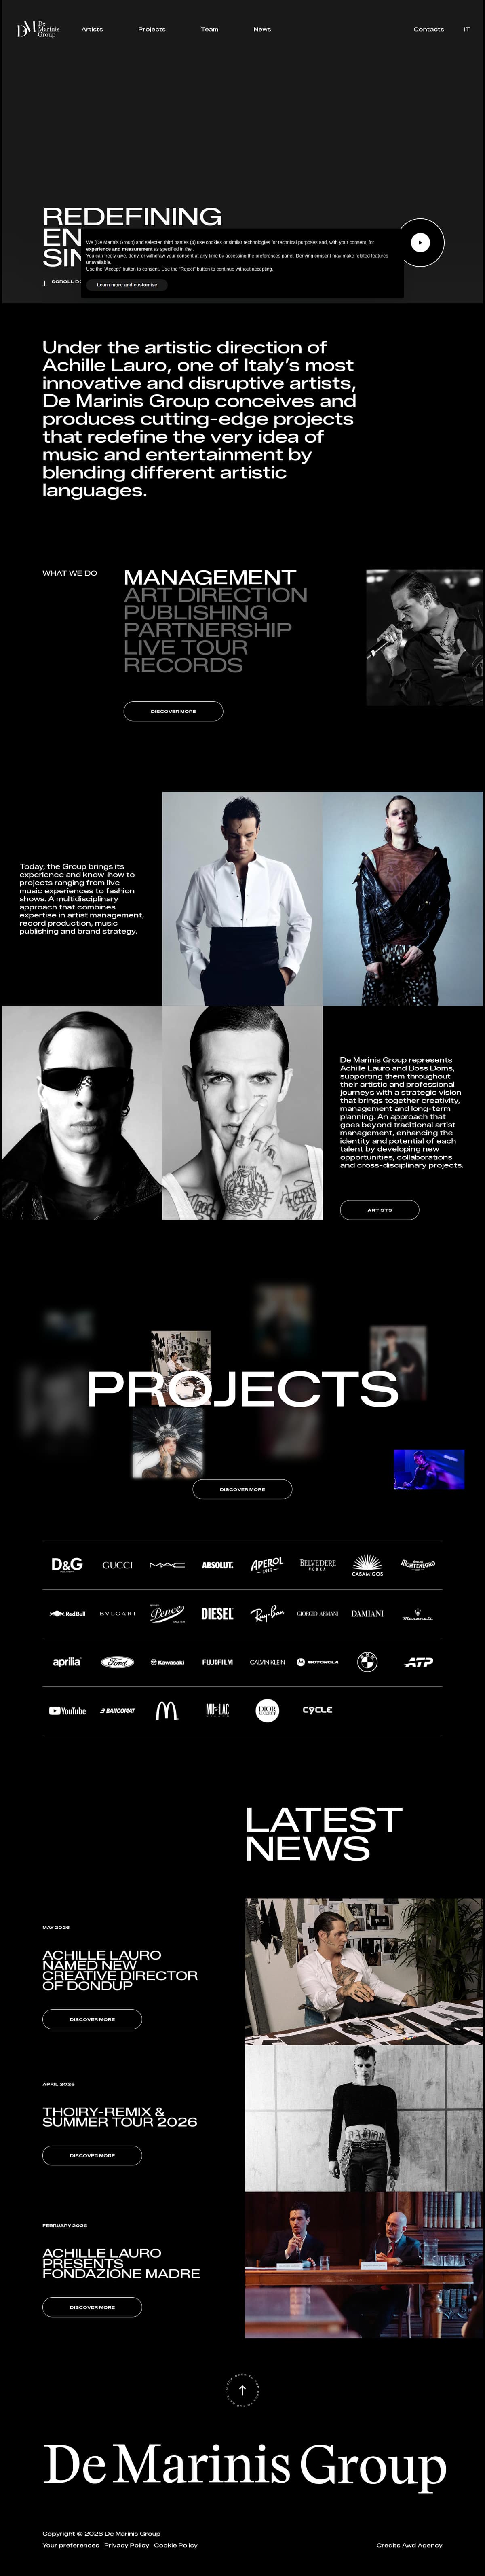 De
Marinis
Group
Artists
Projects
Team
News
Contacts
IT
REDEFINING
EN
SIN
We (De Marinis Group) and selected third parties (4) use cookies or similar technologies for technical purposes and, with your consent, for
experience and measurement as specified in the .
You can freely give, deny, or withdraw your consent at any time by accessing the preferences panel. Denying consent may make related features
unavailable.
Use the “Accept” button to consent. Use the “Reject” button to continue without accepting.
Learn more and customise
SCROLL DO
Under the artistic direction of
Achille Lauro, one of Italy’s most
innovative and disruptive artists,
De Marinis Group conceives and
produces cutting-edge projects
that redefine the very idea of
music and entertainment by
blending different artistic
languages.
WHAT WE DO
MANAGEMENT
ART DIRECTION
PUBLISHING
PARTNERSHIP
LIVE TOUR
RECORDS
DISCOVER MORE
Today, the Group brings its
experience and know-how to
projects ranging from live
music experiences to fashion
shows. A multidisciplinary
approach that combines
expertise in artist management,
record production, music
publishing and brand strategy.
De Marinis Group represents
Achille Lauro and Boss Doms,
supporting them throughout
their artistic and professional
journeys with a strategic vision
that brings together creativity,
management and long-term
planning. An approach that
goes beyond traditional artist
management, enhancing the
identity and potential of each
talent by developing new
opportunities, collaborations
and cross-disciplinary projects.
ARTISTS
PROJECTS
DISCOVER MORE
D&G
GUCCI
MAC
ABSOLUT.
APEROL
1919
BELVEDERE
VODKA
CASAMIGOS
MONTENEGRO
Red Bull
BVLGARI
Pence
DIESEL
Ray-Ban
GIORGIO ARMANI
DAMIANI
Maserati
aprilia
Ford
Kawasaki
FUJIFILM
CALVIN KLEIN
MOTOROLA
BMW
ATP
YouTube
BANCOMAT
MULAC
DIOR
MAKEUP
CYCLE
LATEST
NEWS
MAY 2026
ACHILLE LAURO
NAMED NEW
CREATIVE DIRECTOR
OF DONDUP
DISCOVER MORE
APRIL 2026
THOIRY-REMIX &
SUMMER TOUR 2026
DISCOVER MORE
FEBRUARY 2026
ACHILLE LAURO
PRESENTS
FONDAZIONE MADRE
DISCOVER MORE
De Marinis Group
Copyright © 2026 De Marinis Group
Your preferences Privacy Policy Cookie Policy
Credits Awd Agency